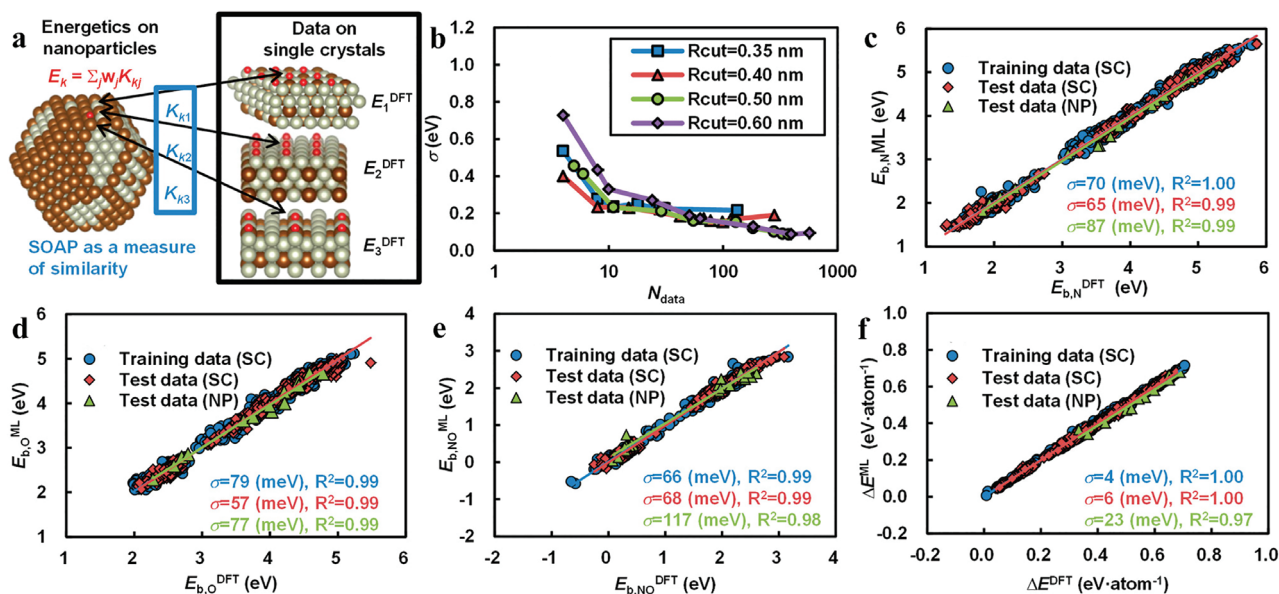 a
Energetics on
nanoparticles
E_k = Σ_j w_j K_kj
K_k1
K_k2
K_k3
SOAP as a measure
of similarity
Data on
single crystals
E_1^DFT
E_2^DFT
E_3^DFT
b
Rcut=0.35 nm
Rcut=0.40 nm
Rcut=0.50 nm
Rcut=0.60 nm
σ (eV)
1.2
1.0
0.8
0.6
0.4
0.2
0.0
1
10
100
1000
N_data
c
Training data (SC)
Test data (SC)
Test data (NP)
E_b,N ML (eV)
6
5
4
3
2
1
σ=70 (meV), R²=1.00
σ=65 (meV), R²=0.99
σ=87 (meV), R²=0.99
1
2
3
4
5
6
E_b,N^DFT (eV)
d
Training data (SC)
Test data (SC)
Test data (NP)
E_b,O^ML (eV)
6
5
4
3
2
1
σ=79 (meV), R²=0.99
σ=57 (meV), R²=0.99
σ=77 (meV), R²=0.99
1
2
3
4
5
6
E_b,O^DFT (eV)
e
Training data (SC)
Test data (SC)
Test data (NP)
E_b,NO^ML (eV)
4
3
2
1
0
-1
-2
σ=66 (meV), R²=0.99
σ=68 (meV), R²=0.99
σ=117 (meV), R²=0.98
-2
-1
0
1
2
3
4
E_b,NO^DFT (eV)
f
Training data (SC)
Test data (SC)
Test data (NP)
ΔE^ML (eV·atom⁻¹)
1.0
0.8
0.6
0.4
0.2
0.0
-0.2
σ=4 (meV), R²=1.00
σ=6 (meV), R²=1.00
σ=23 (meV), R²=0.97
-0.2
0.0
0.2
0.4
0.6
0.8
1.0
ΔE^DFT (eV·atom⁻¹)